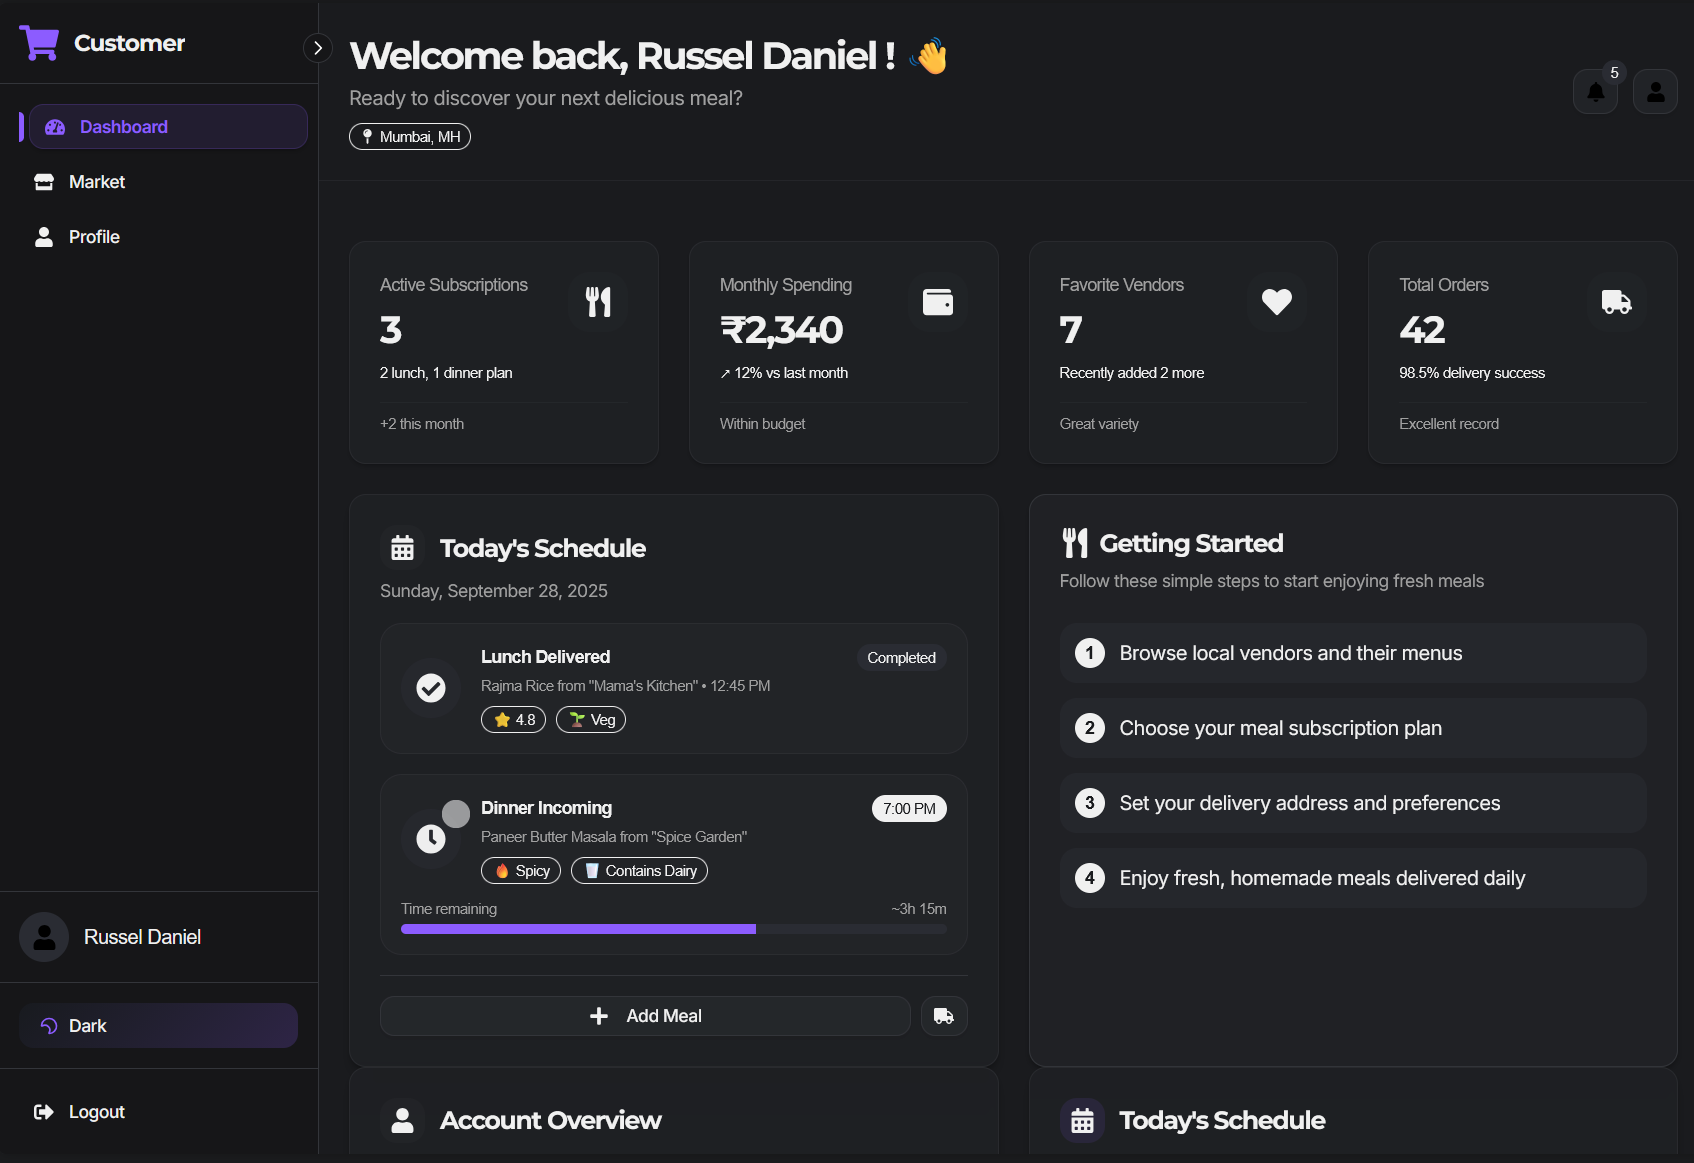 Customer
Dashboard
Market
Profile
Russel Daniel
Dark
Logout
Welcome back, Russel Daniel ! 👋
Ready to discover your next delicious meal?
📍 Mumbai, MH
5
Active Subscriptions
3
2 lunch, 1 dinner plan
+2 this month
Monthly Spending
₹2,340
↗ 12% vs last month
Within budget
Favorite Vendors
7
Recently added 2 more
Great variety
Total Orders
42
98.5% delivery success
Excellent record
Today's Schedule
Sunday, September 28, 2025
Lunch Delivered
Completed
Rajma Rice from "Mama's Kitchen" • 12:45 PM
⭐ 4.8
🌱 Veg
Dinner Incoming
7:00 PM
Paneer Butter Masala from "Spice Garden"
🔥 Spicy
🥛 Contains Dairy
Time remaining
~3h 15m
Add Meal
Getting Started
Follow these simple steps to start enjoying fresh meals
1 Browse local vendors and their menus
2 Choose your meal subscription plan
3 Set your delivery address and preferences
4 Enjoy fresh, homemade meals delivered daily
Account Overview
Today's Schedule